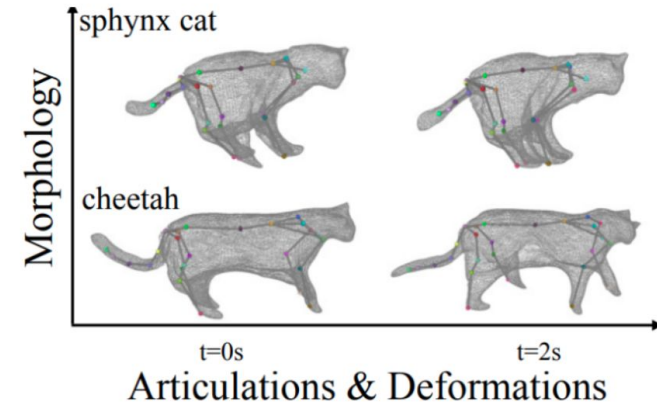 sphynx cat
Morphology
cheetah
t=0s
t=2s
Articulations & Deformations